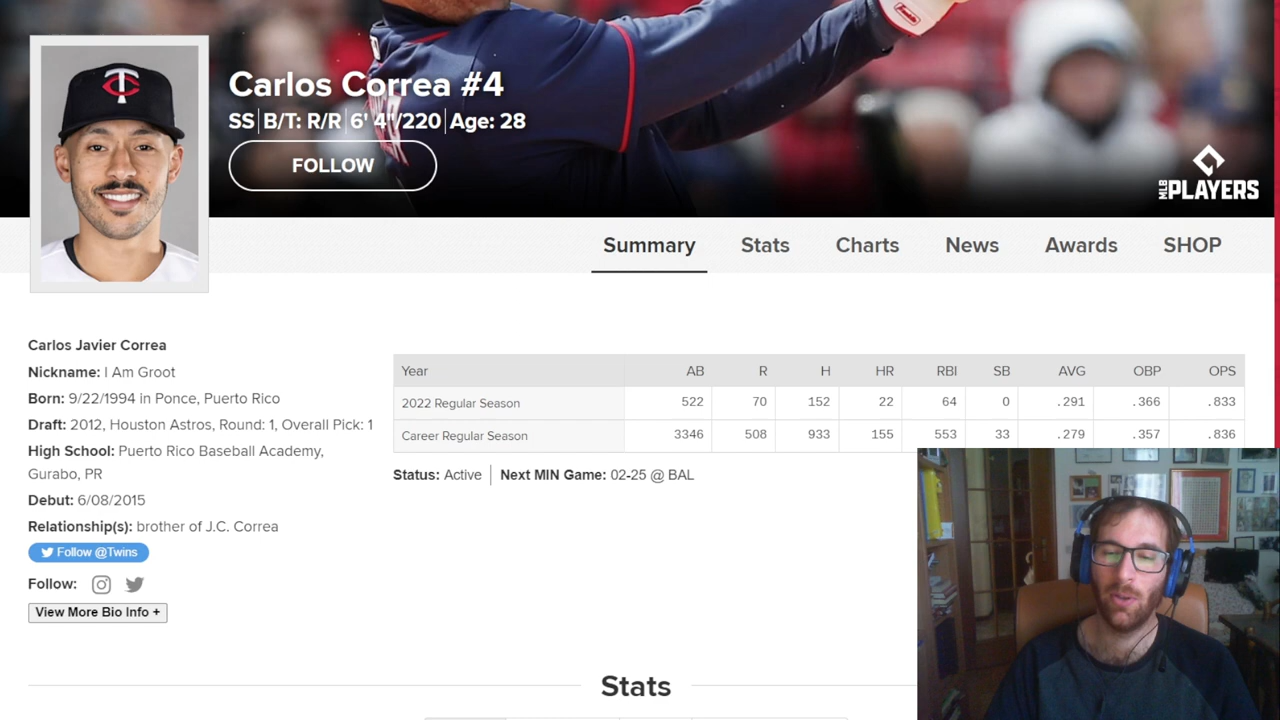 Carlos Correa #4
SS B/T: R/R 6' 4"/220 Age: 28
FOLLOW
MLB PLAYERS
Summary Stats Charts News Awards SHOP
Carlos Javier Correa
Nickname: I Am Groot
Born: 9/22/1994 in Ponce, Puerto Rico
Draft: 2012, Houston Astros, Round: 1, Overall Pick: 1
High School: Puerto Rico Baseball Academy,
Gurabo, PR
Debut: 6/08/2015
Relationship(s): brother of J.C. Correa
Follow @Twins
Follow:
View More Bio Info +
Year AB R H HR RBI SB AVG OBP OPS
2022 Regular Season 522 70 152 22 64 0 .291 .366 .833
Career Regular Season 3346 508 933 155 553 33 .279 .357 .836
Status: Active Next MIN Game: 02-25 @ BAL
Stats